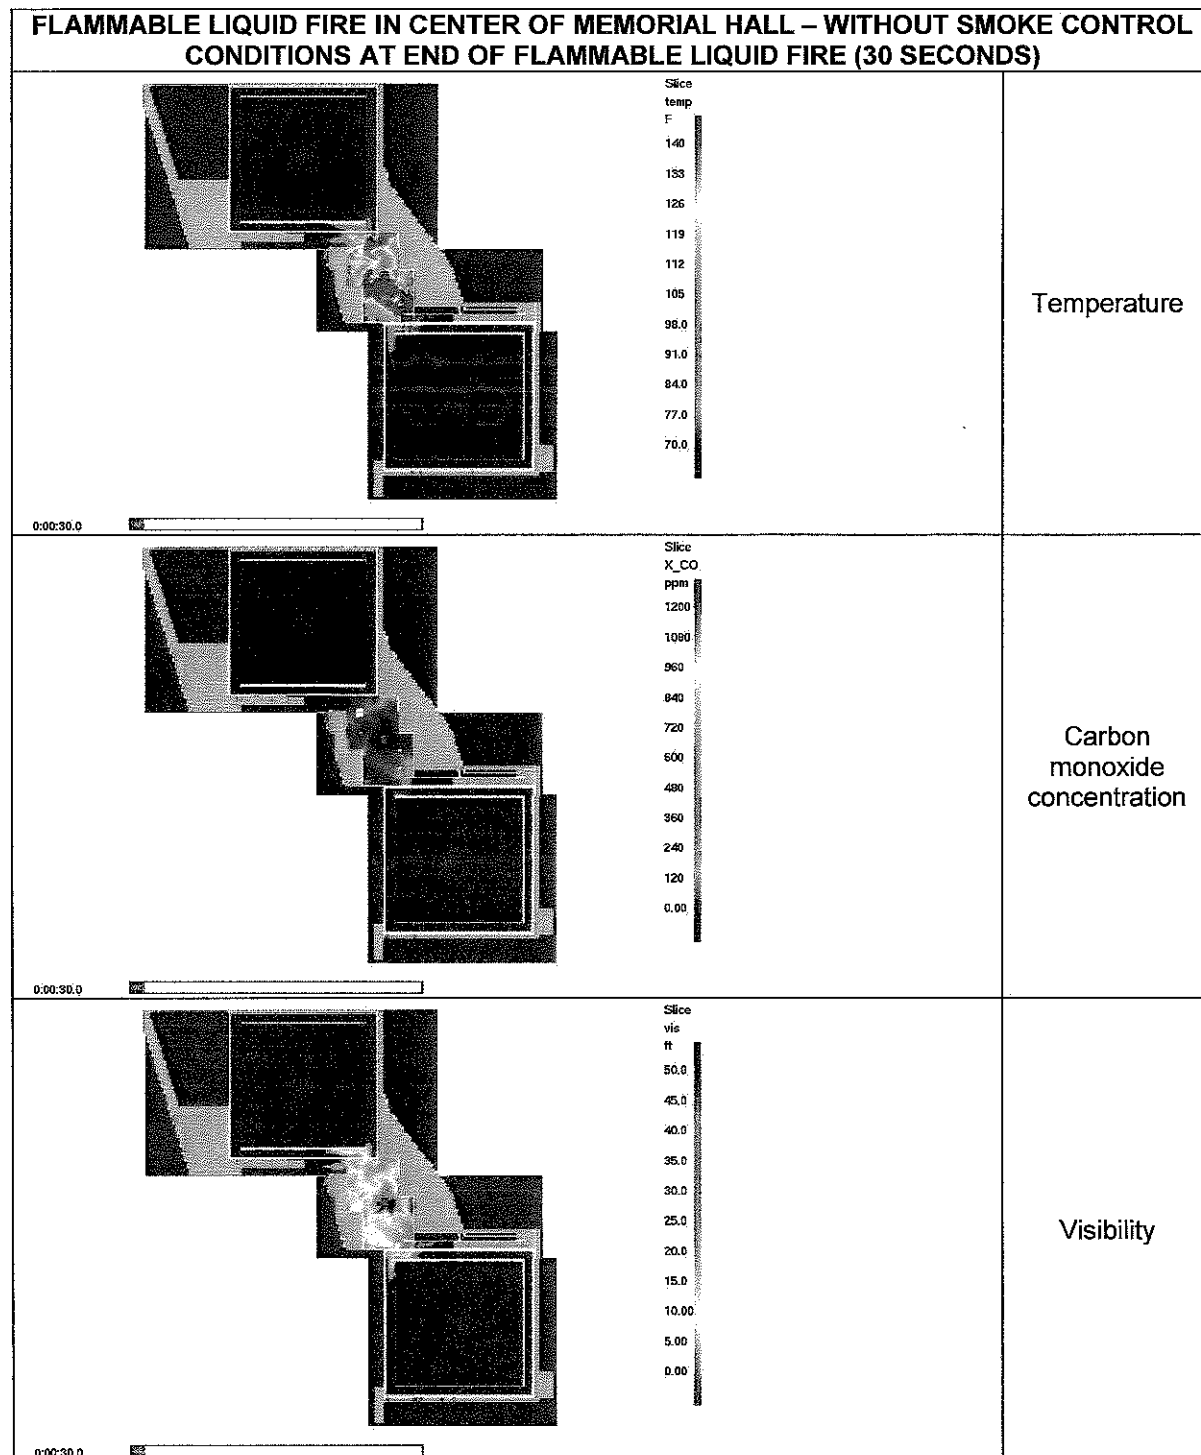 FLAMMABLE LIQUID FIRE IN CENTER OF MEMORIAL HALL – WITHOUT SMOKE CONTROL
CONDITIONS AT END OF FLAMMABLE LIQUID FIRE (30 SECONDS)
Slice
temp
F
140
133
126
119
112
105
98.0
91.0
84.0
77.0
70.0
0:00:30.0
Temperature
Slice
X_CO
ppm
1200
1080
960
840
720
600
480
360
240
120
0.00
0:00:30.0
Carbon
monoxide
concentration
Slice
vis
ft
50.0
45.0
40.0
35.0
30.0
25.0
20.0
15.0
10.00
5.00
0.00
0:00:30.0
Visibility